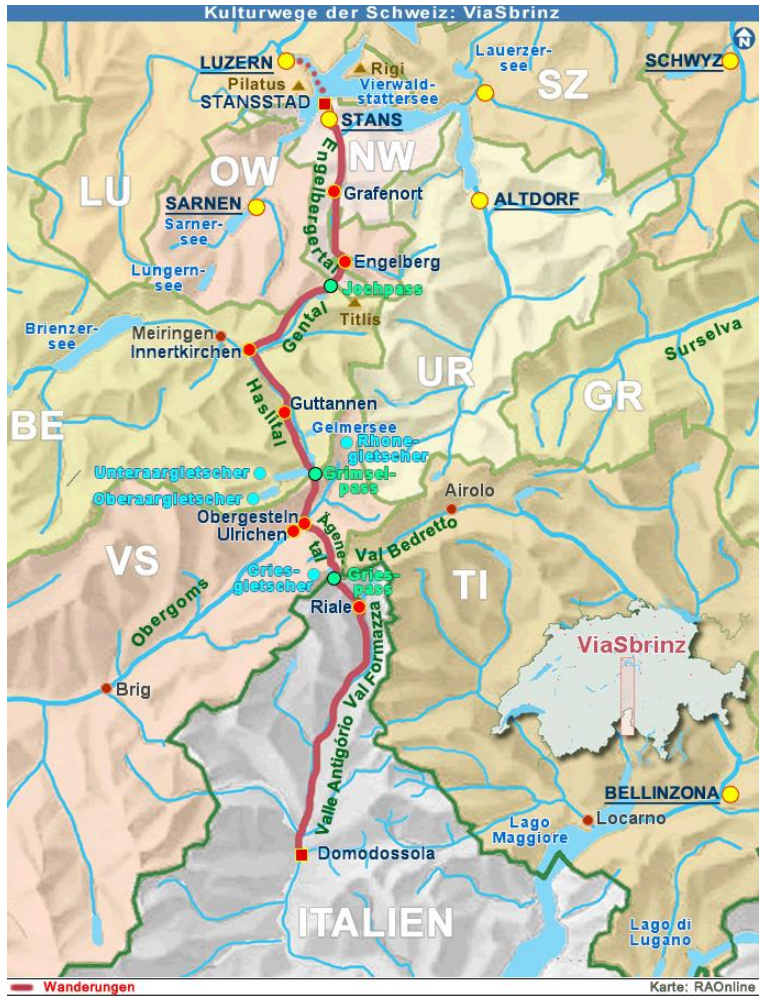 Kulturwege der Schweiz: ViaSbrinz
N
LUZERN
Rigi
Lauerzer-
see
SCHWYZ
Pilatus
Vierwald-
stattersee
STANSSTAD
SZ
STANS
NW
OW
LU
Engelbergertal
Grafenort
SARNEN
ALTDORF
Sarner-
see
Engelberg
Lungern-
see
Jochpass
Titlis
Gental
Brienzer-
see
Meiringen
Innertkirchen
Surselva
UR
GR
Haslital
Guttannen
BE
Gelmersee
Rhone-
gletscher
Unteraargletscher
Grimsel-
pass
Oberaargletscher
Airolo
Obergesteln
Ulrichen
Ägene-
tal
Val Bedretto
VS
Gries-
gletscher
Gries-
pass
TI
Obergoms
Riale
ViaSbrinz
Val Formazza
Brig
Valle Antigório
BELLINZONA
Lago
Maggiore
Locarno
Domodossola
ITALIEN
Lago di
Lugano
Wanderungen
Karte: RAOnline